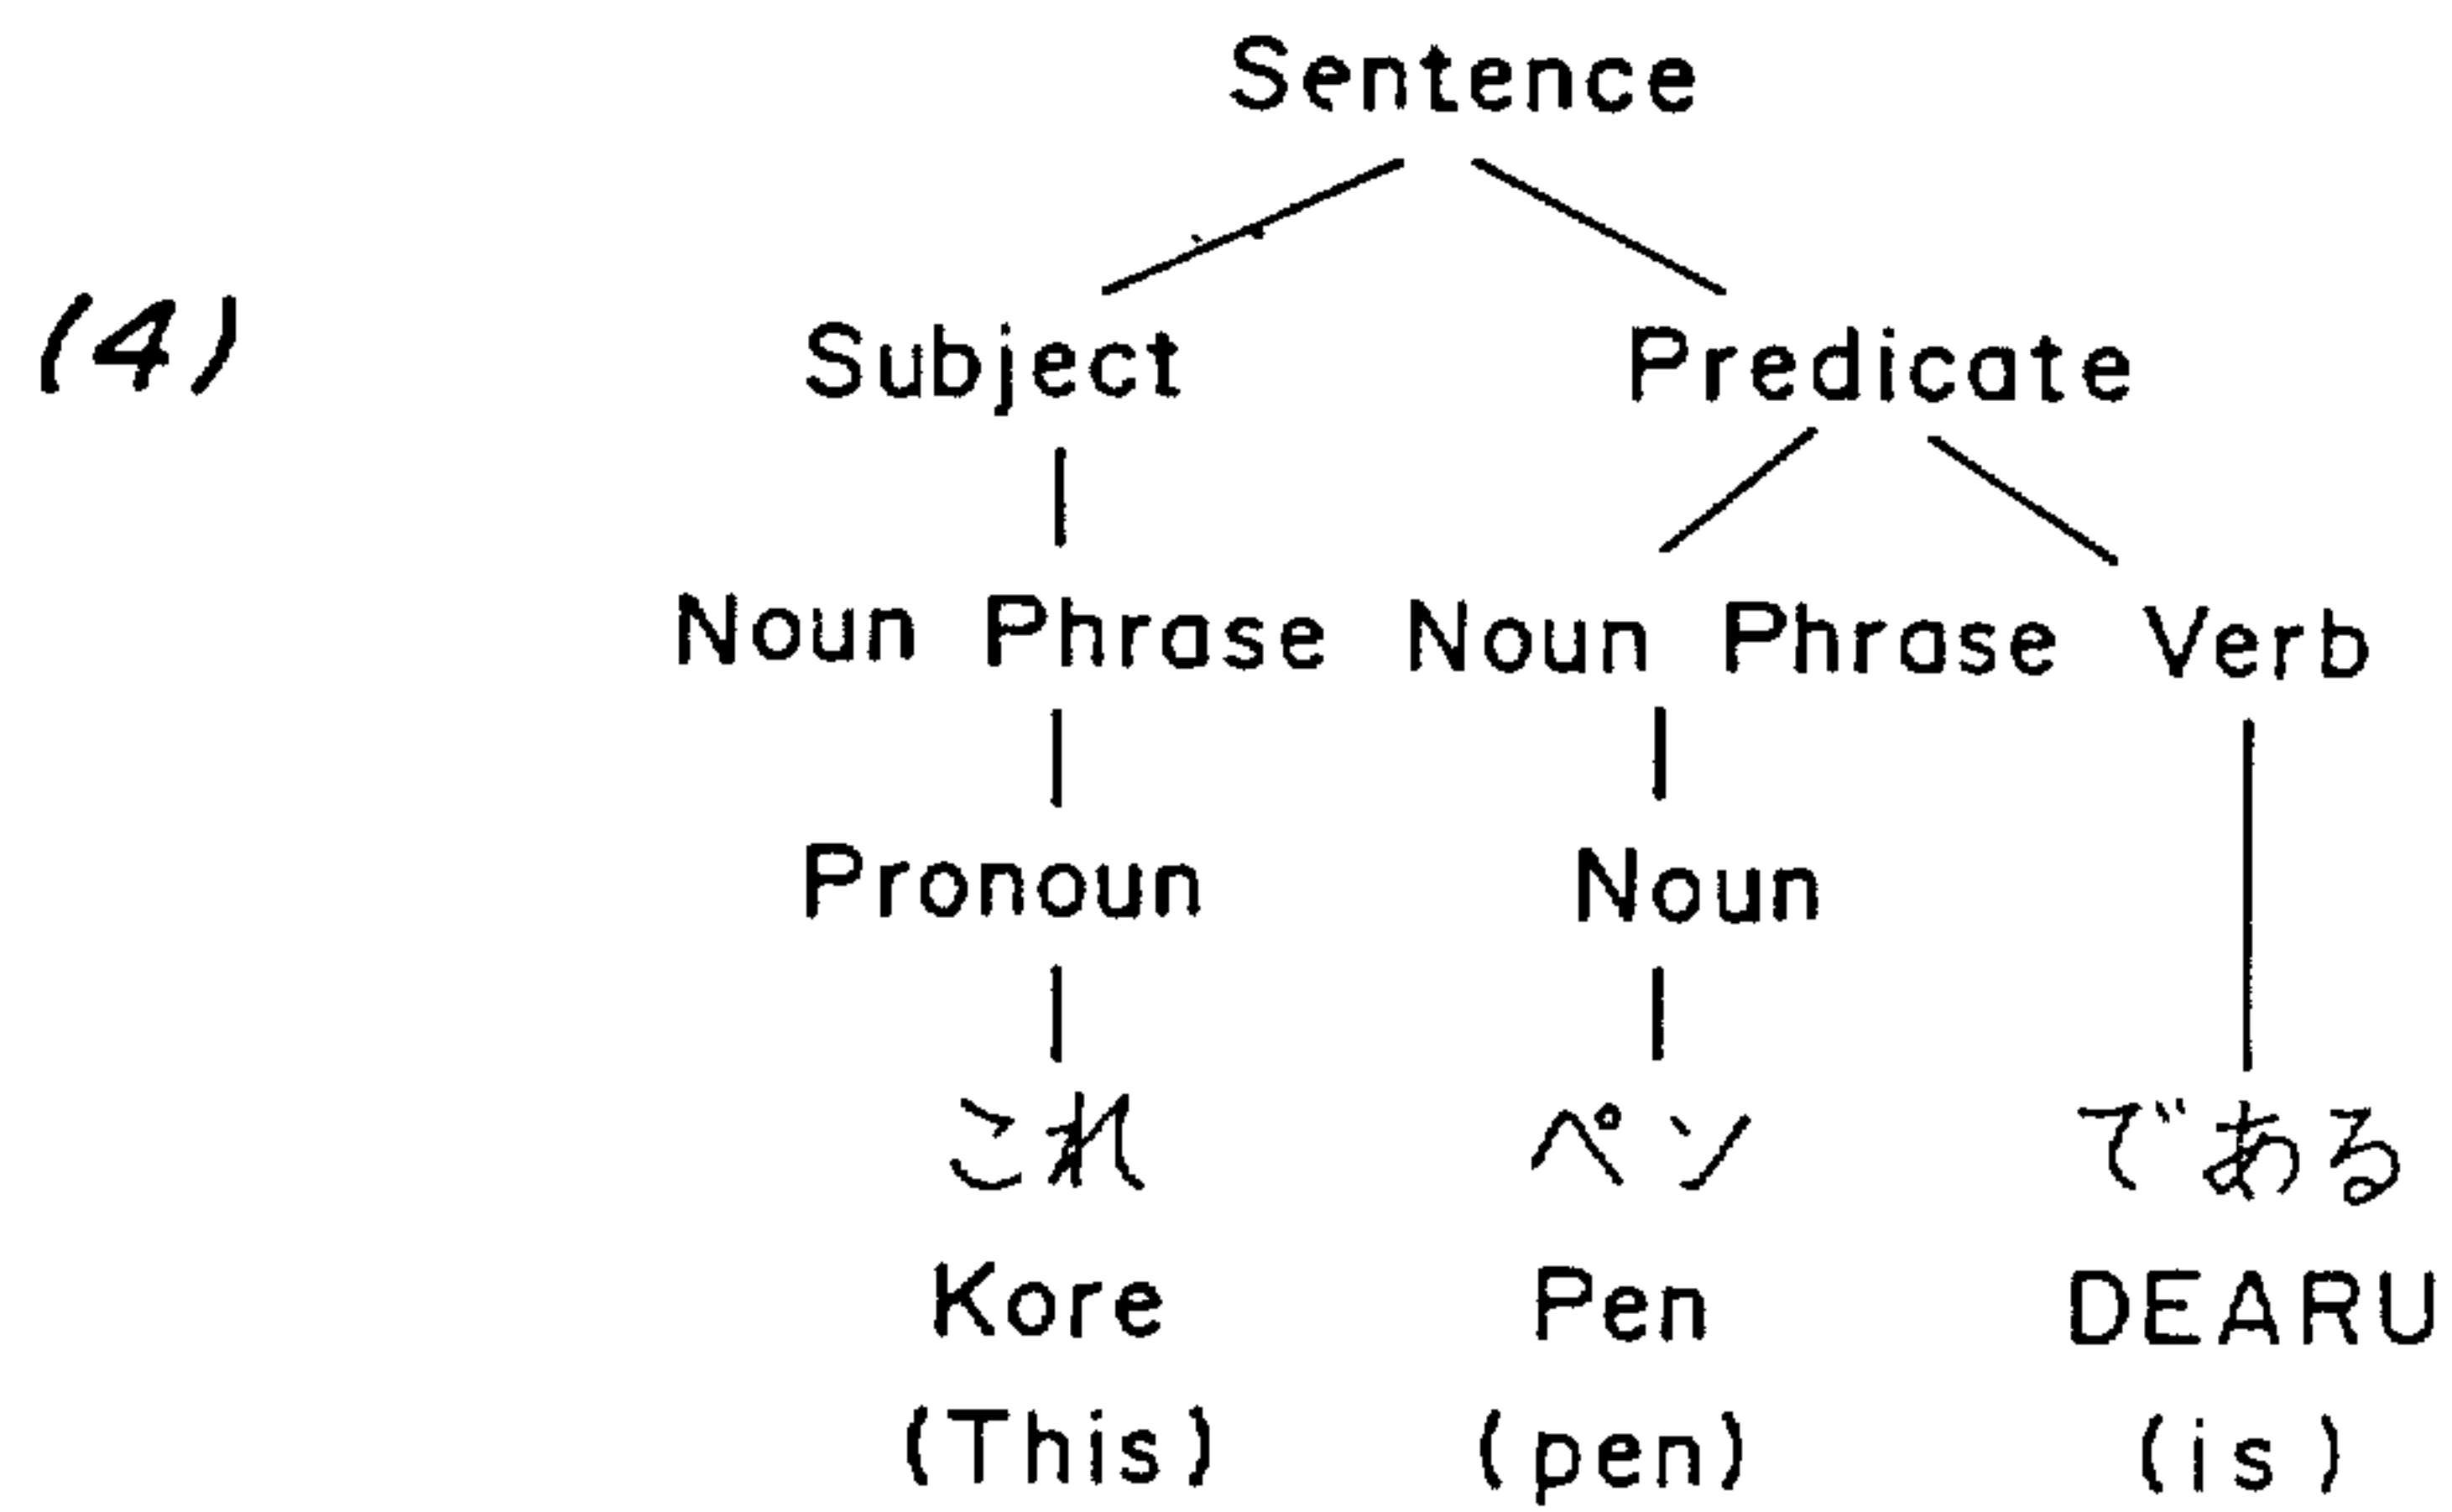 Sentence
(4) Subject Predicate
Noun Phrase Noun Phrase Verb
Pronoun Noun
これ ペン である
Kore Pen DEARU
(This) (pen) (is)